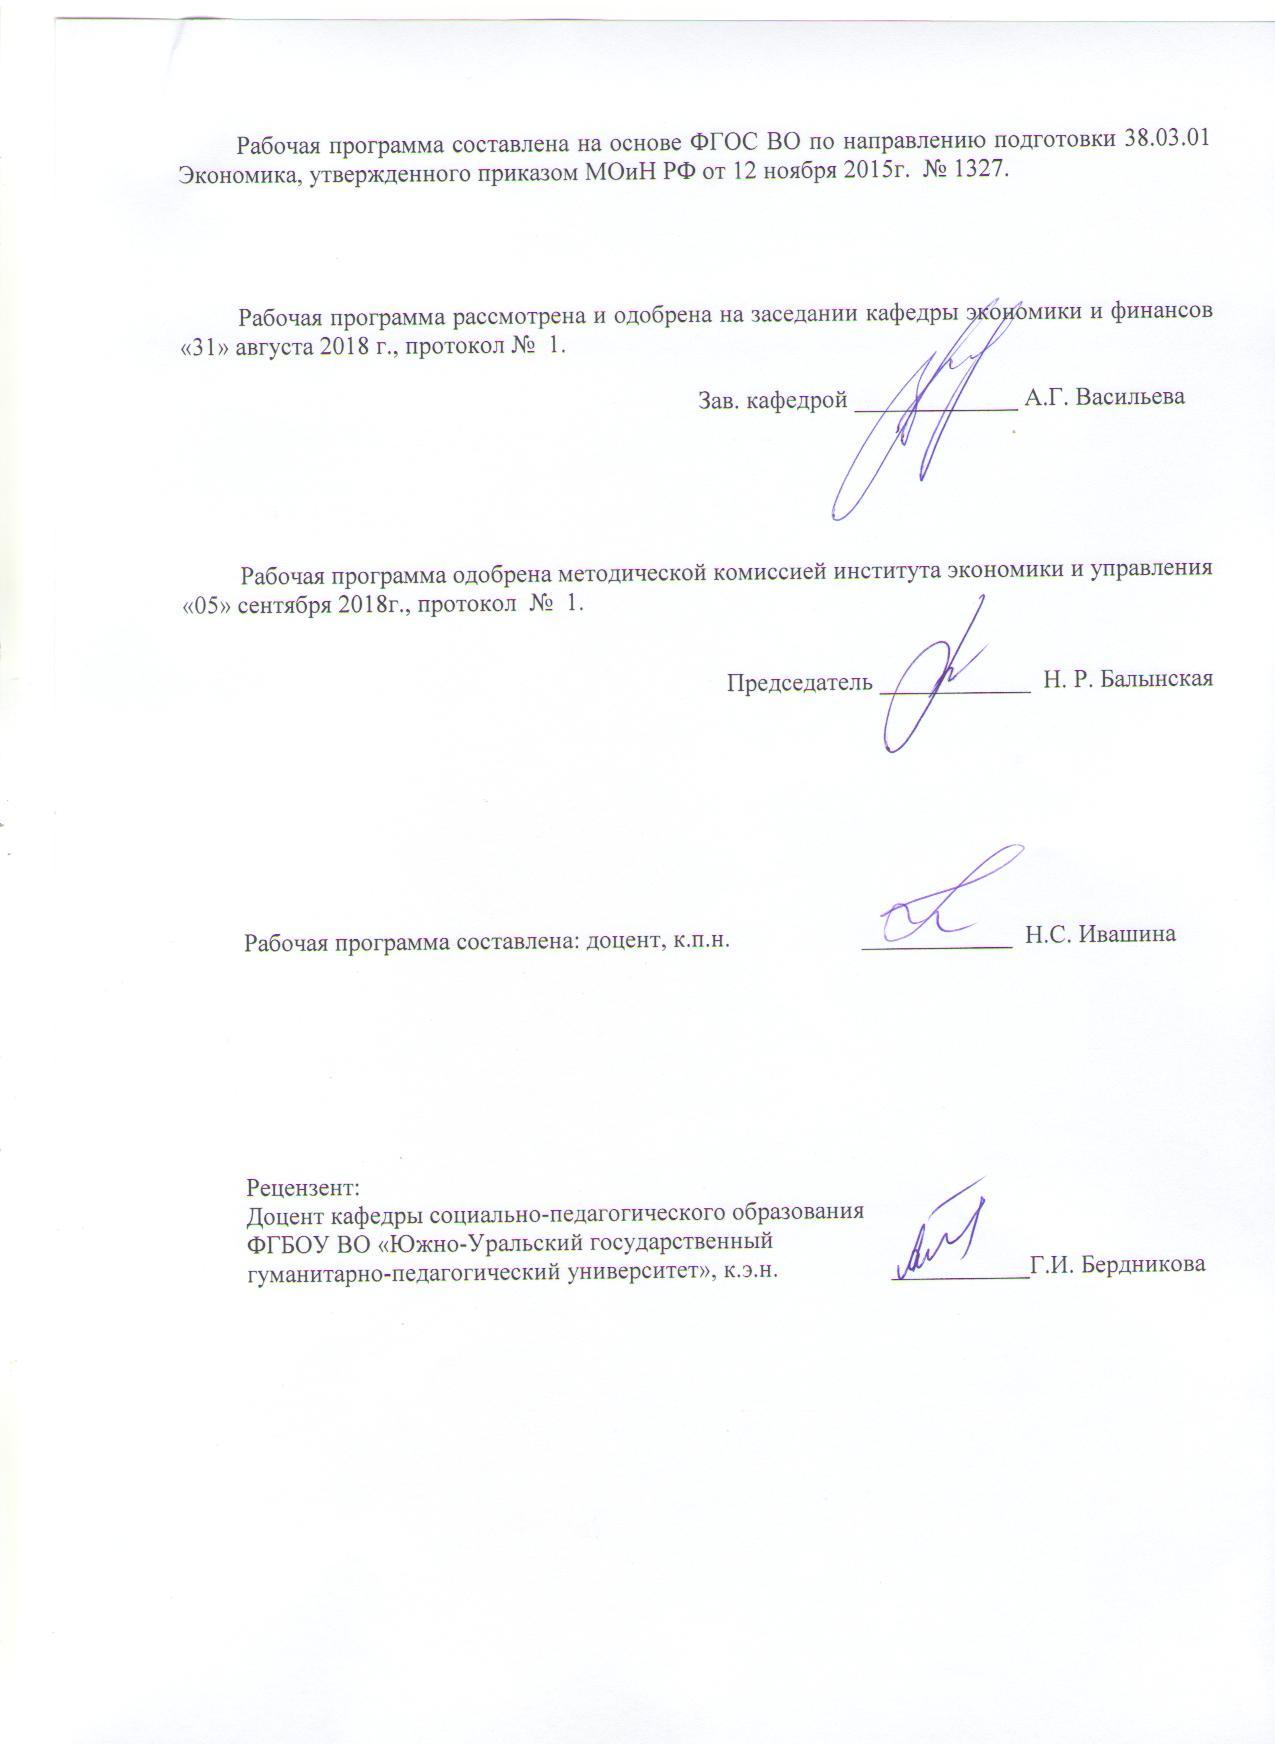 Рабочая программа составлена на основе ФГОС ВО по направлению подготовки 38.03.01
Экономика, утвержденного приказом МОиН РФ от 12 ноября 2015г. № 1327.
Рабочая программа рассмотрена и одобрена на заседании кафедры экономики и финансов
«31» августа 2018 г., протокол № 1.
Зав. кафедрой _____________ А.Г. Васильева
Рабочая программа одобрена методической комиссией института экономики и управления
«05» сентября 2018г., протокол № 1.
Председатель ____________ Н. Р. Балынская
Рабочая программа составлена: доцент, к.п.н. ____________ Н.С. Ивашина
Рецензент:
Доцент кафедры социально-педагогического образования
ФГБОУ ВО «Южно-Уральский государственный
гуманитарно-педагогический университет», к.э.н. ___________Г.И. Бердникова